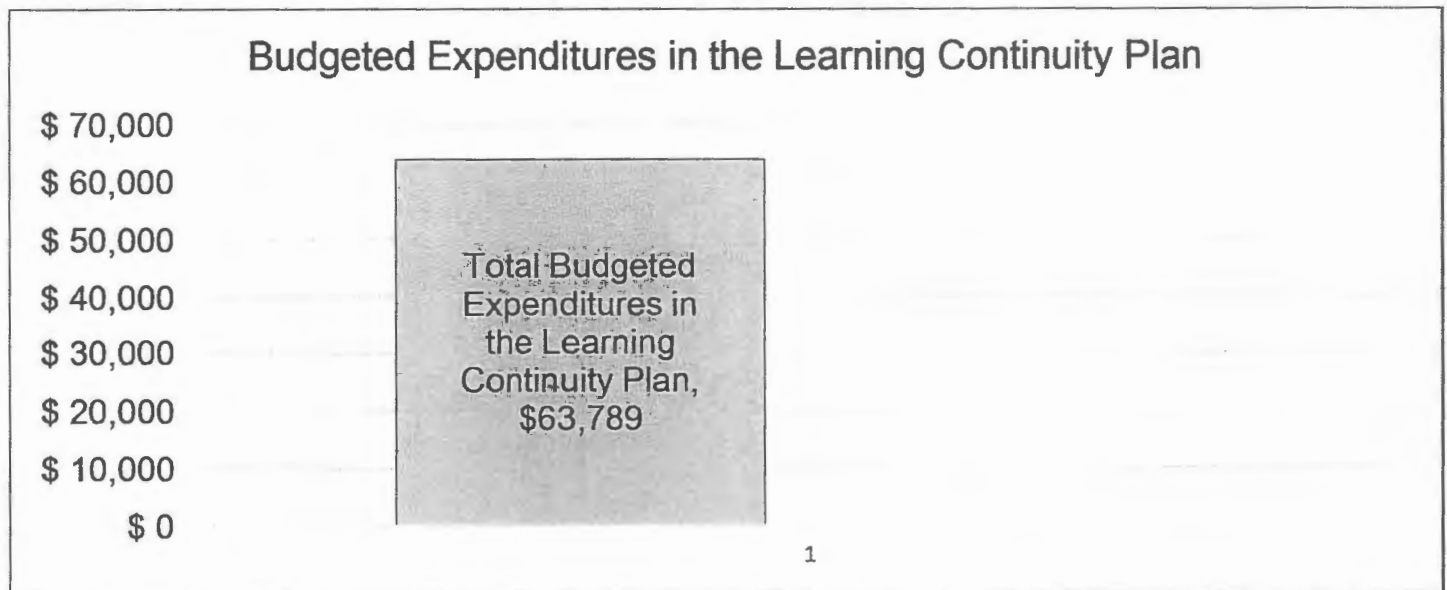 Budgeted Expenditures in the Learning Continuity Plan
$ 70,000
$ 60,000
$ 50,000
$ 40,000
$ 30,000
$ 20,000
$ 10,000
$ 0
Total Budgeted
Expenditures in
the Learning
Continuity Plan,
$63,789
1